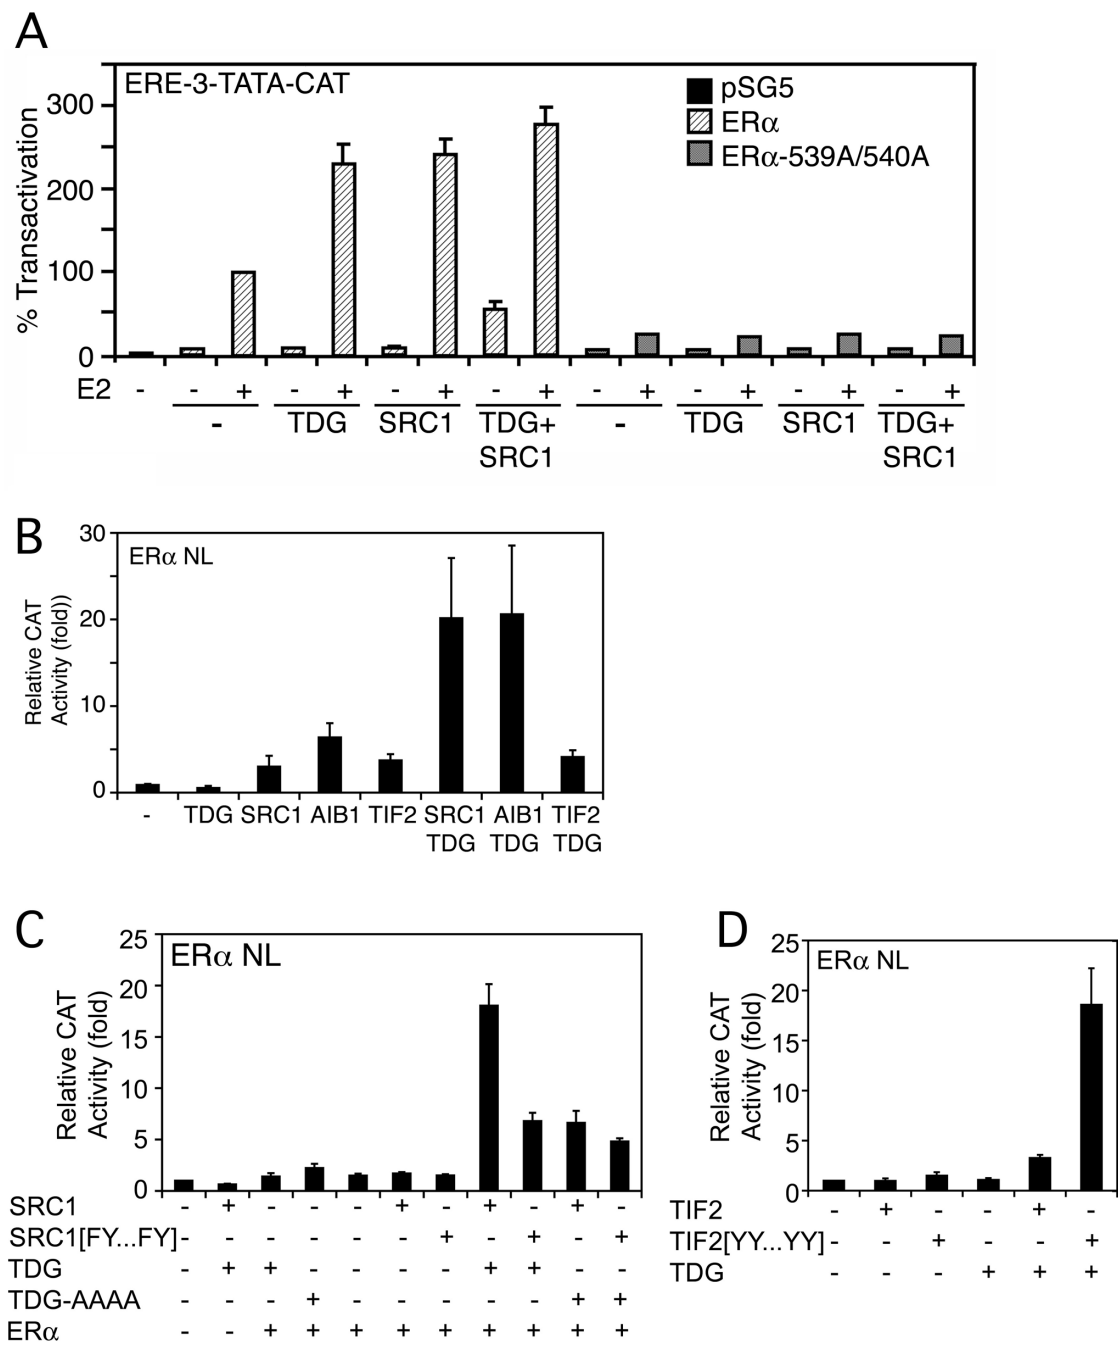 A
ERE-3-TATA-CAT
pSG5
ERα
ERα-539A/540A
% Transactivation
300
200
100
0
E2 - - + - + - + - + - + - + - + - +
- TDG SRC1 TDG+ - TDG SRC1 TDG+
SRC1 SRC1
B
ERα NL
Relative CAT
Activity (fold))
30
20
10
0
- TDG SRC1 AIB1 TIF2 SRC1 AIB1 TIF2
TDG TDG TDG
C
ERα NL
Relative CAT
Activity (fold)
25
20
15
10
5
0
SRC1 - + - - - + - + - + -
SRC1[FY...FY] - - - - - - + - + - +
TDG - + + - - - - + + - -
TDG-AAAA - - - + - - - - - + +
ERα - - + + + + + + + + +
D
ERα NL
Relative CAT
Activity (fold)
25
20
15
10
5
0
TIF2 - + - - + -
TIF2[YY...YY] - - + - - +
TDG - - - + + +